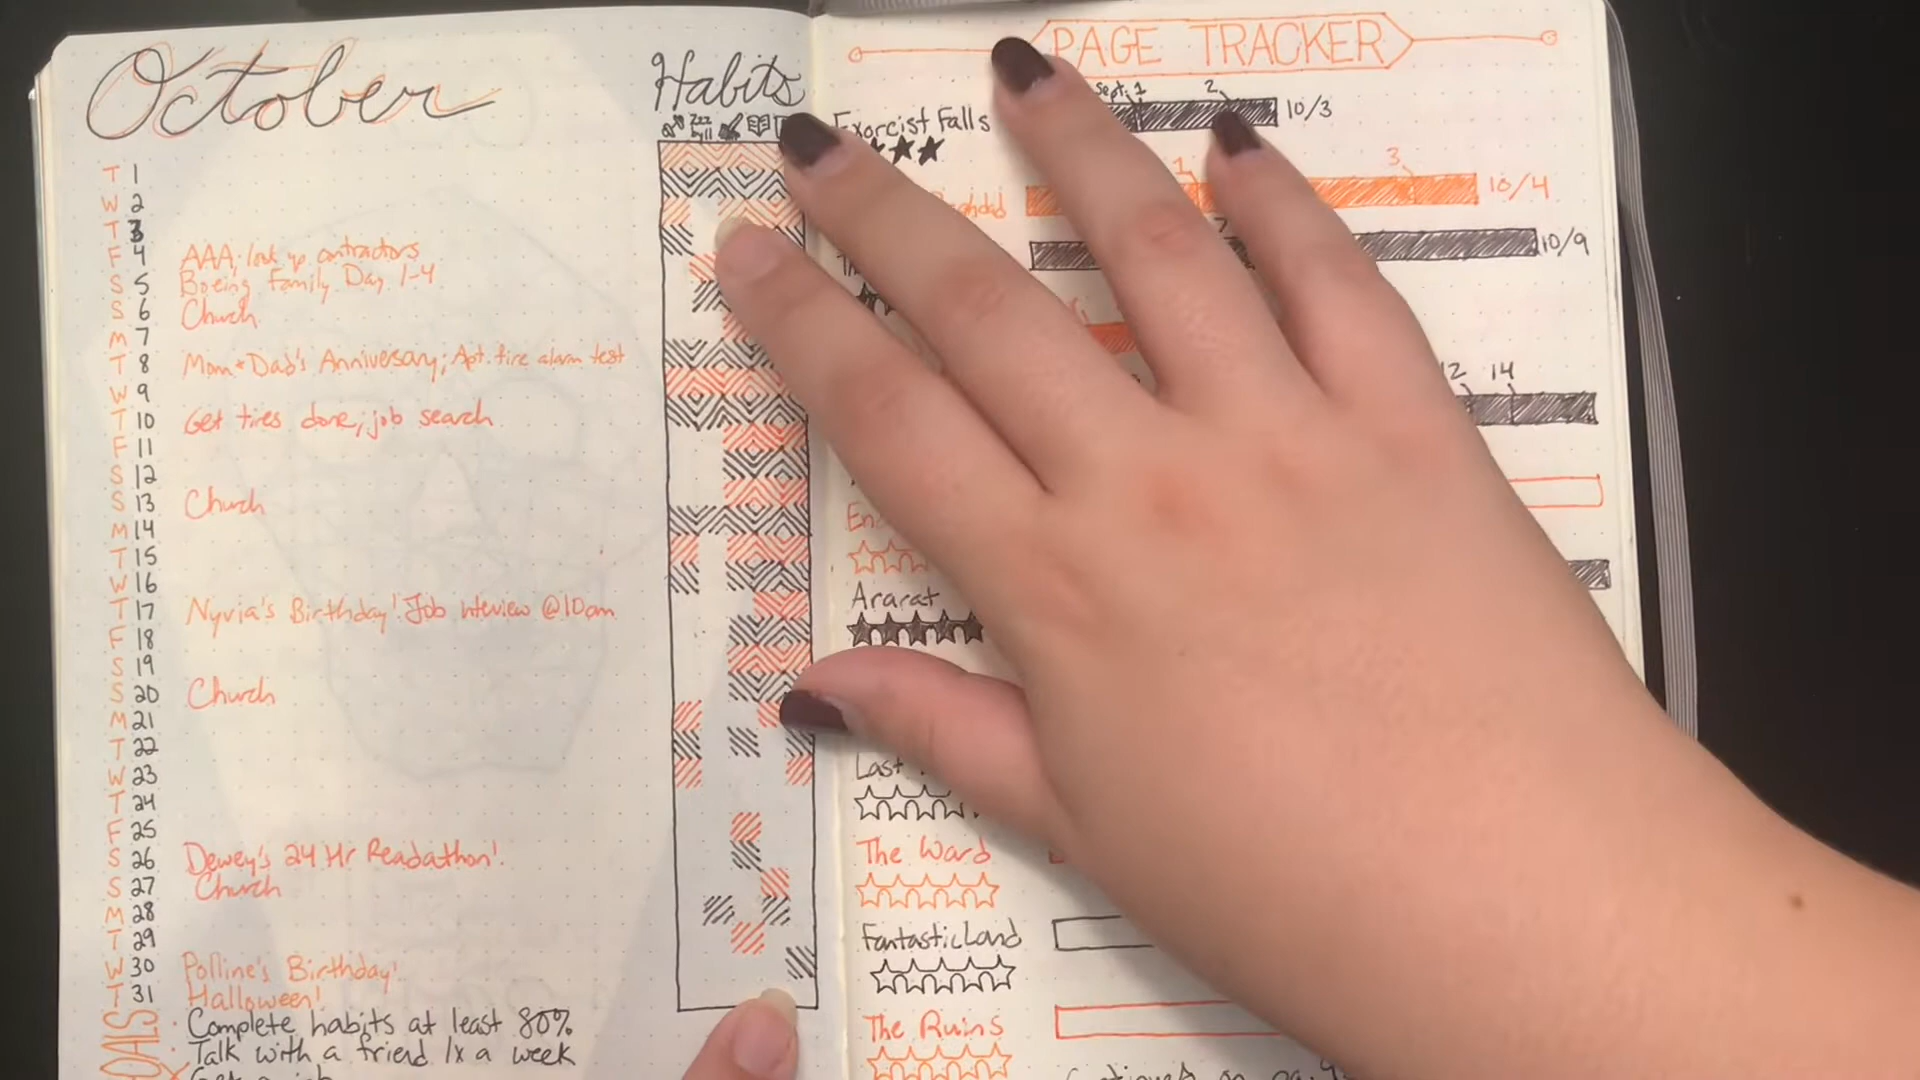 October
Habits
T 1
W 2
T 3
F 4 AAA; look up contractors
S 5 Boeing Family Day 1-4
S 6 Church
M 7
T 8 Mom + Dad's Anniversary; Apt. fire alarm test
W 9
T 10 Get tires done; job search
F 11
S 12
S 13 Church
M 14
T 15
W 16
T 17 Nyvia's Birthday! Job interview @10am
F 18
S 19
S 20 Church
M 21
T 22
W 23
T 24
F 25
S 26 Dewey's 24 Hr Readathon!
S 27 Church
M 28
T 29
W 30 Polline's Birthday!
T 31 Halloween!
GOALS
Complete habits at least 80%
Talk with a friend 1x a week
PAGE TRACKER
Sept. 1 2
Exorcist Falls 10/3
1 3
10/4
7
10/9
12 14
Ararat
Last
The Ward
FantasticLand
The Ruins